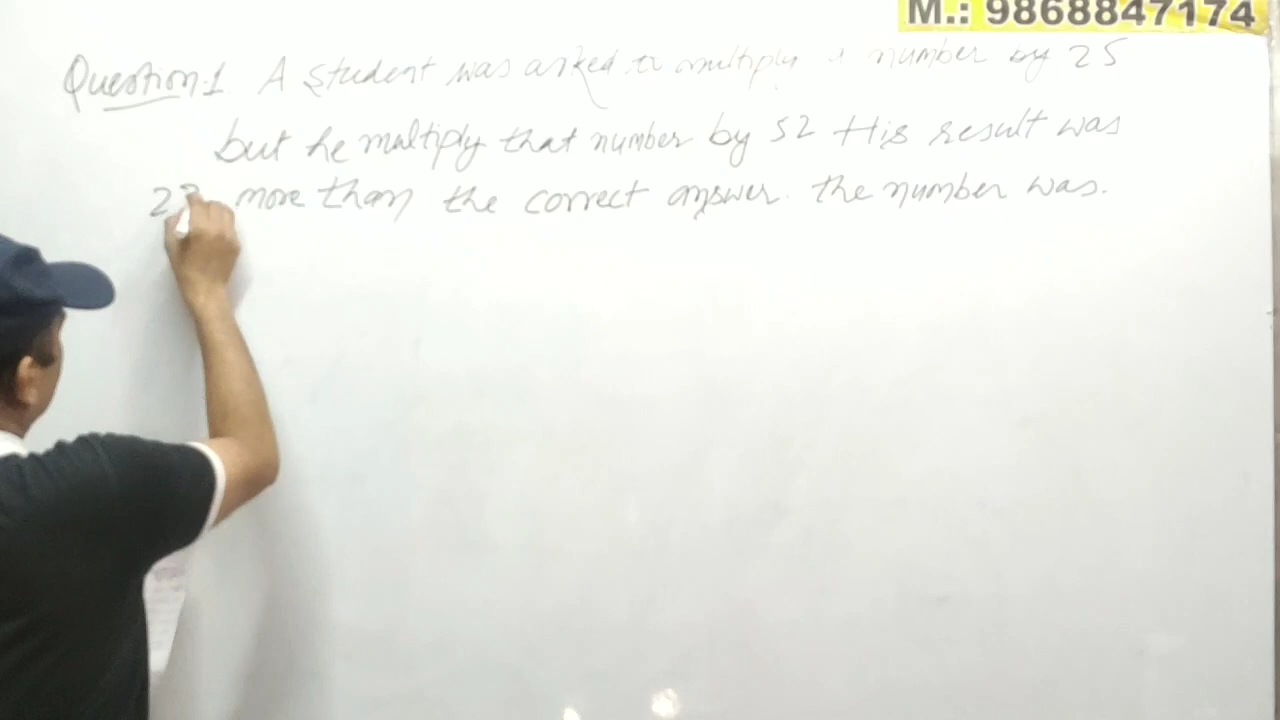 M.: 9868847174
Question.1. A student was asked to multiply a number by 25
but he multiply that number by 52 His result was
more than the correct answer. The number was.